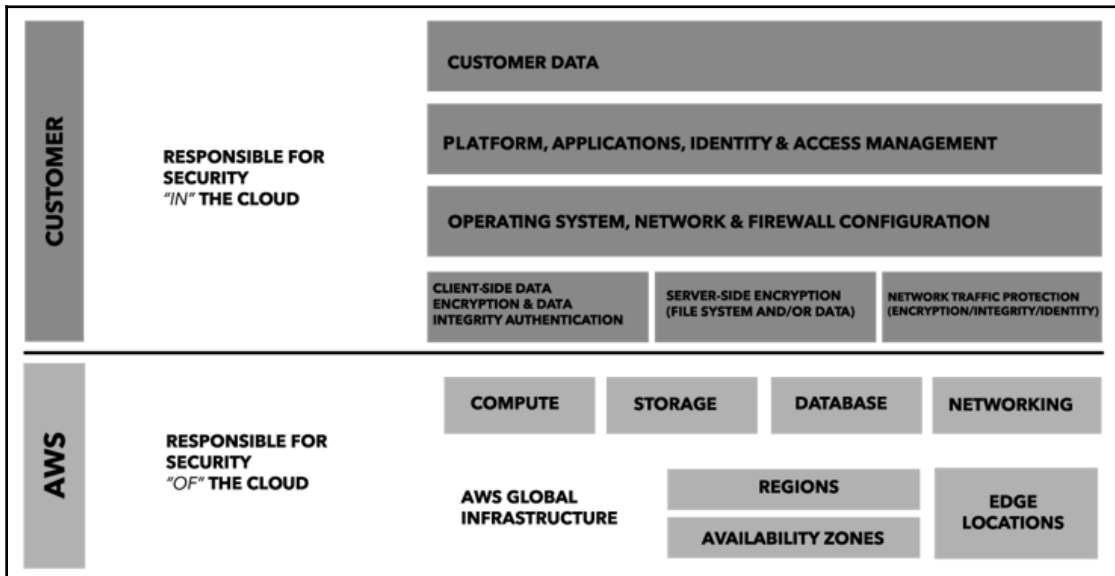 CUSTOMER
RESPONSIBLE FOR
SECURITY
"IN" THE CLOUD
CUSTOMER DATA
PLATFORM, APPLICATIONS, IDENTITY & ACCESS MANAGEMENT
OPERATING SYSTEM, NETWORK & FIREWALL CONFIGURATION
CLIENT-SIDE DATA
ENCRYPTION & DATA
INTEGRITY AUTHENTICATION
SERVER-SIDE ENCRYPTION
(FILE SYSTEM AND/OR DATA)
NETWORK TRAFFIC PROTECTION
(ENCRYPTION/INTEGRITY/IDENTITY)
AWS
RESPONSIBLE FOR
SECURITY
"OF" THE CLOUD
COMPUTE
STORAGE
DATABASE
NETWORKING
AWS GLOBAL
INFRASTRUCTURE
REGIONS
AVAILABILITY ZONES
EDGE
LOCATIONS